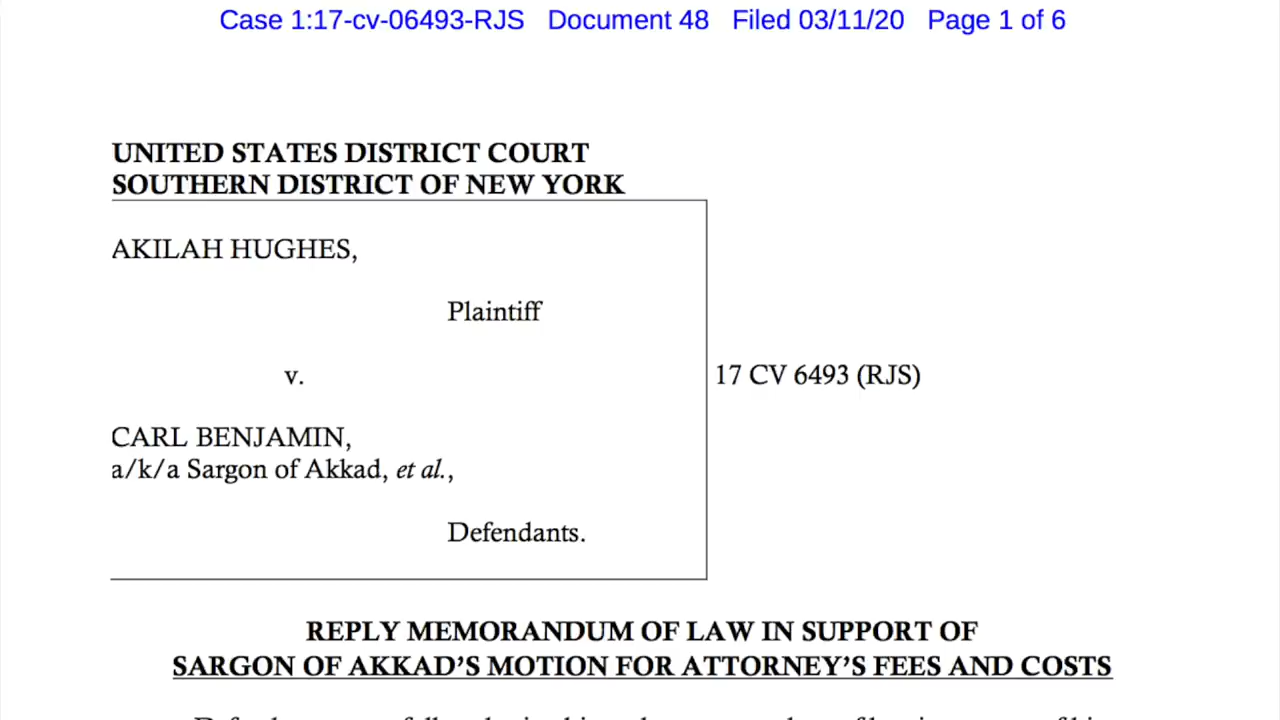 Case 1:17-cv-06493-RJS Document 48 Filed 03/11/20 Page 1 of 6
UNITED STATES DISTRICT COURT
SOUTHERN DISTRICT OF NEW YORK
AKILAH HUGHES,
Plaintiff
v.
17 CV 6493 (RJS)
CARL BENJAMIN,
a/k/a Sargon of Akkad, et al.,
Defendants.
REPLY MEMORANDUM OF LAW IN SUPPORT OF
SARGON OF AKKAD'S MOTION FOR ATTORNEY'S FEES AND COSTS